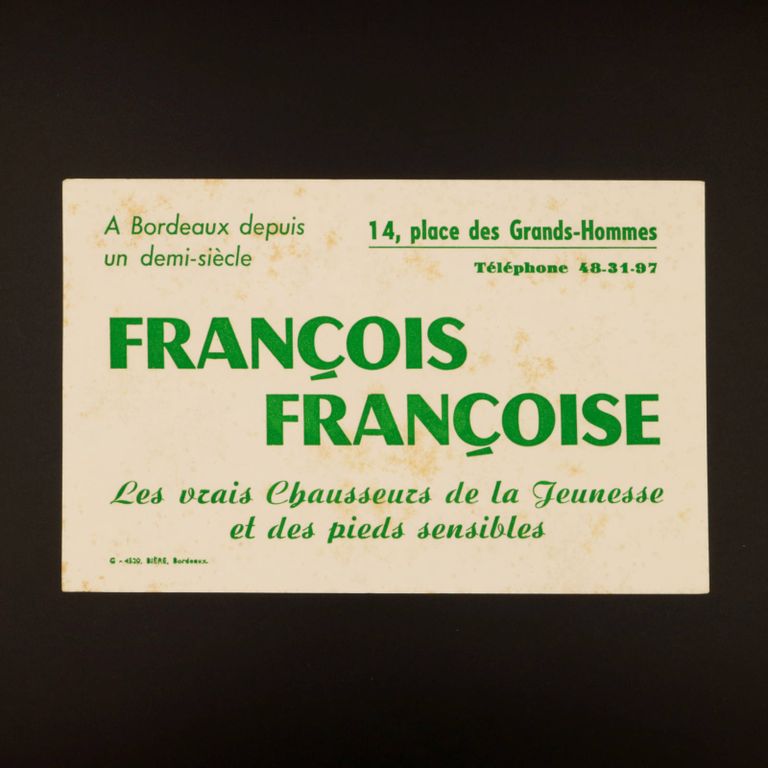 A Bordeaux depuis
un demi-siècle
14, place des Grands-Hommes
Téléphone 48-31-97
FRANÇOIS
FRANÇOISE
Les vrais Chausseurs de la Jeunesse
et des pieds sensibles
G - 4520, BIÈRE, Bordeaux.